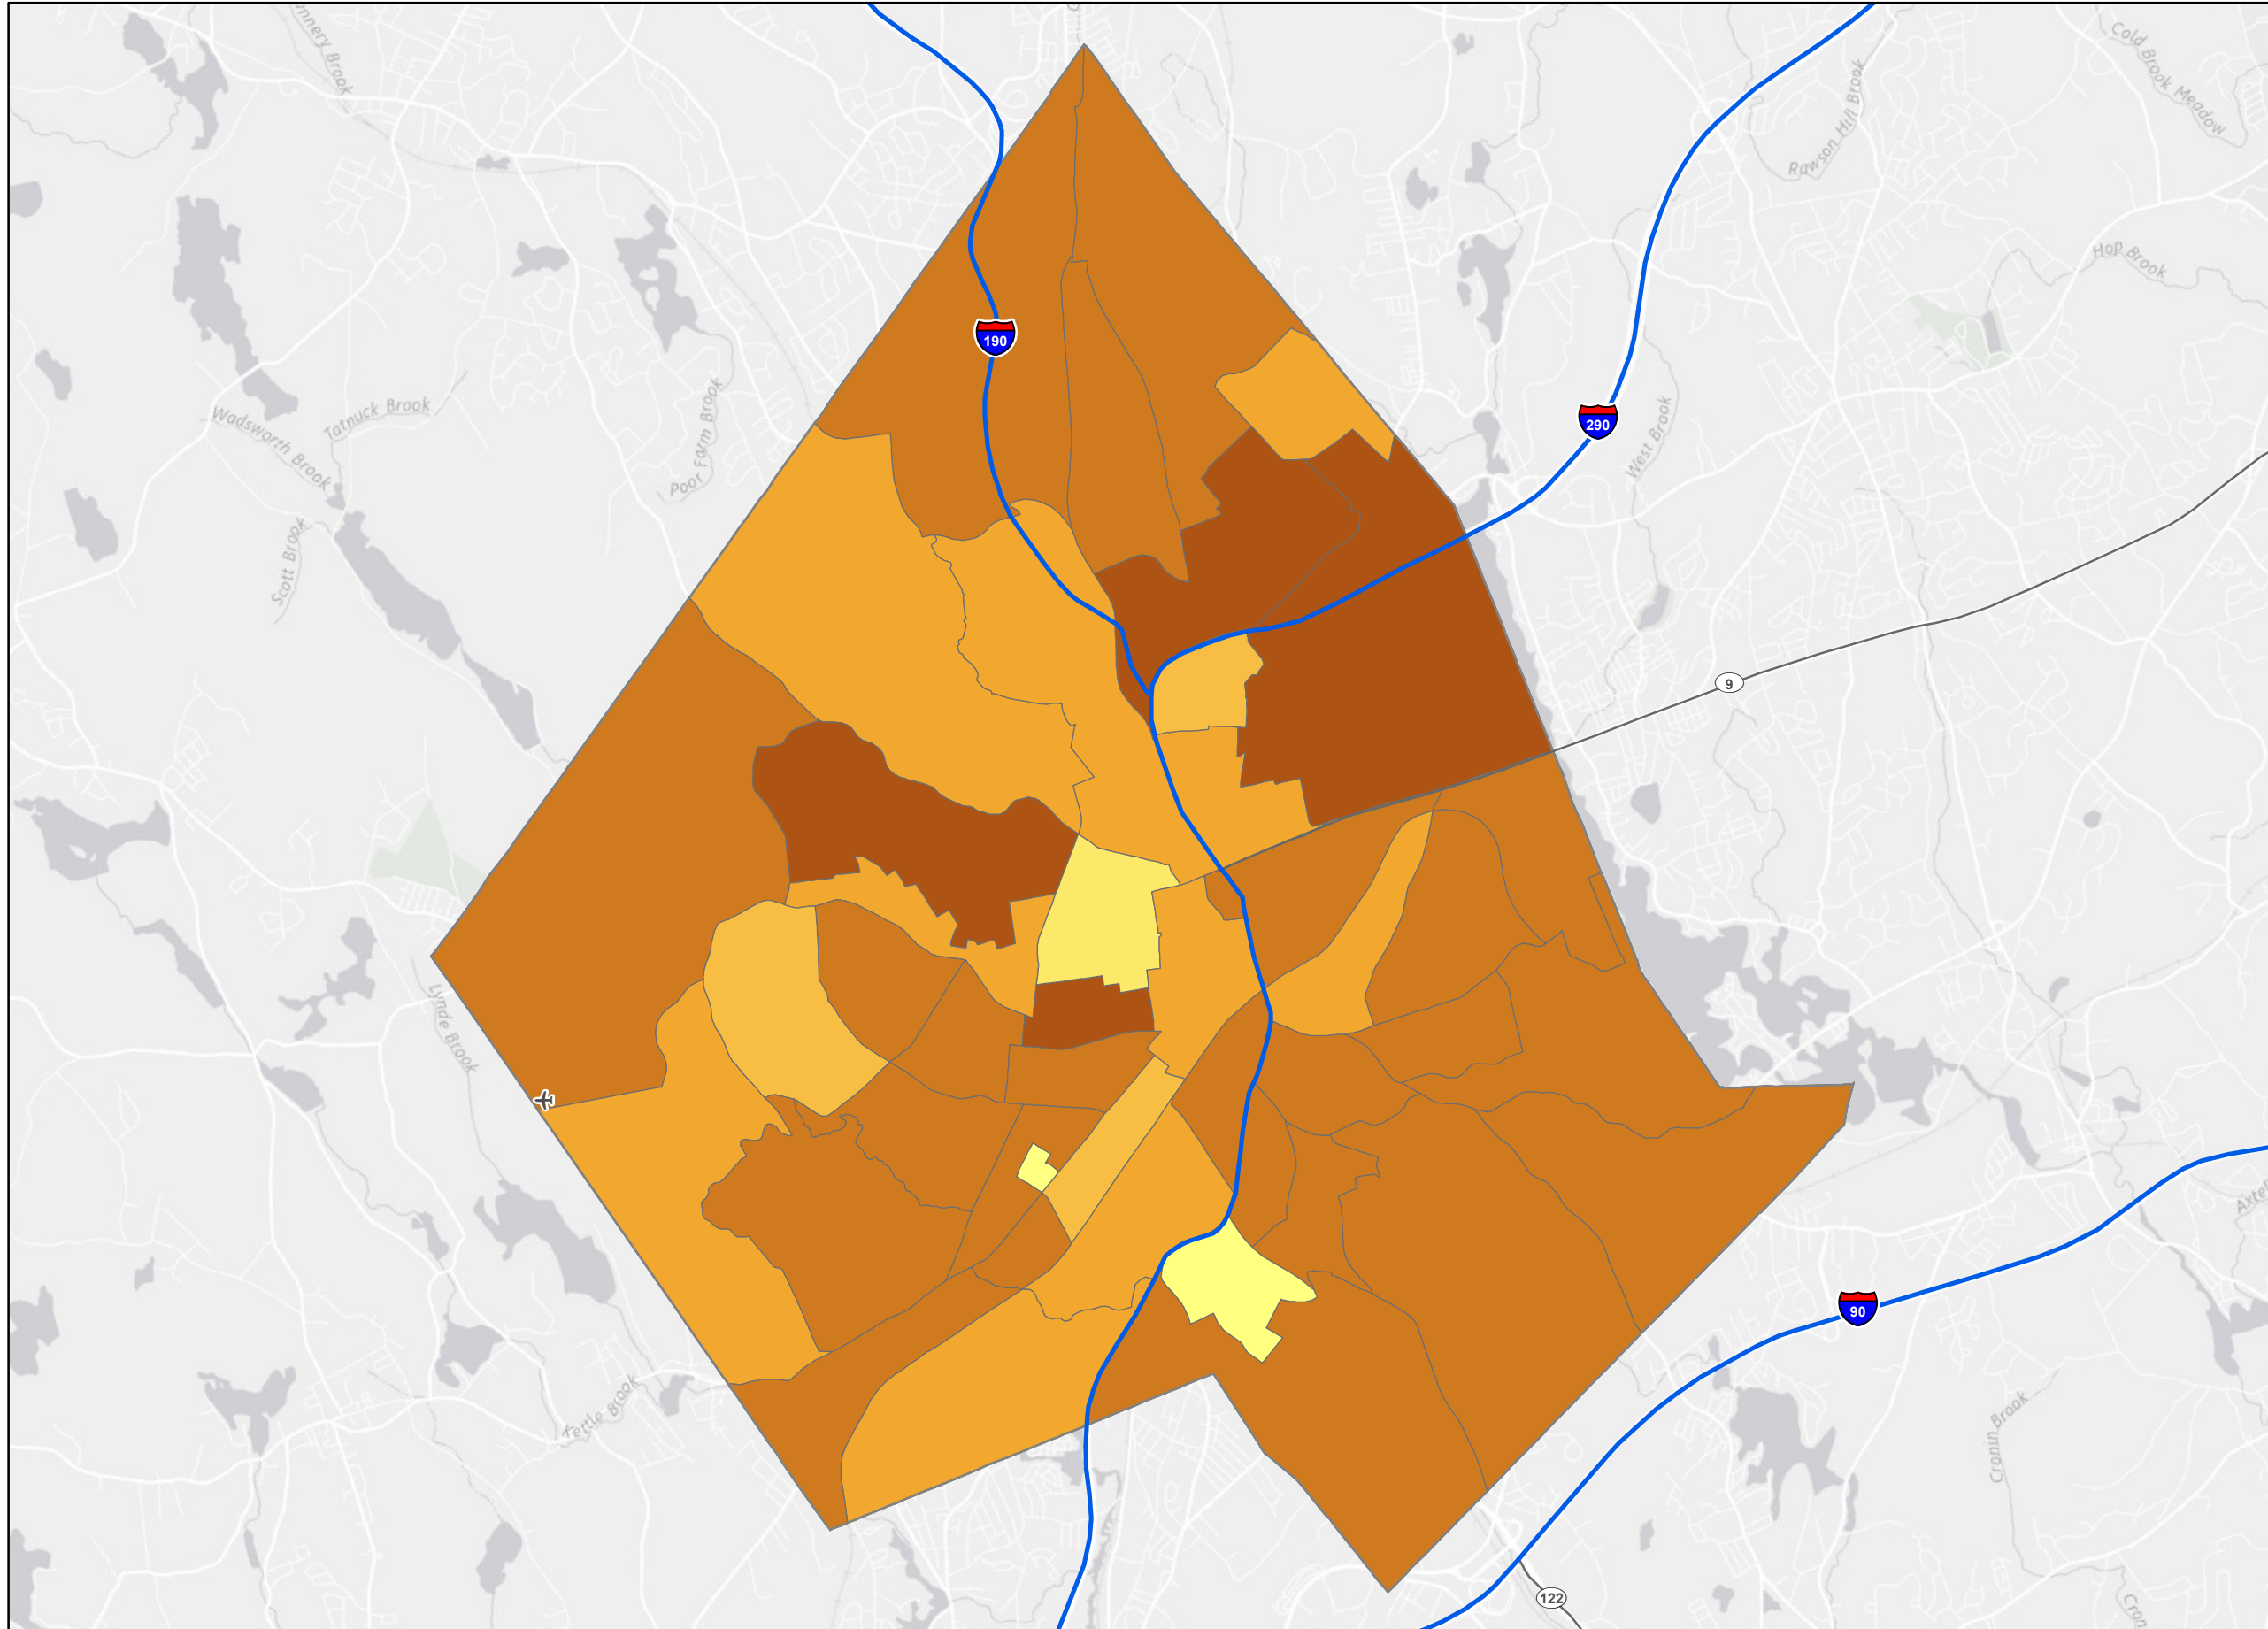 Cold Brook Meadow
Rawson Hill Brook
Hop Brook
190
Tatnuck Brook
Wadsworth Brook
Poor Farm Brook
290
West Brook
Scott Brook
9
Lynde Brook
90
Kettle Brook
Cronin Brook
122